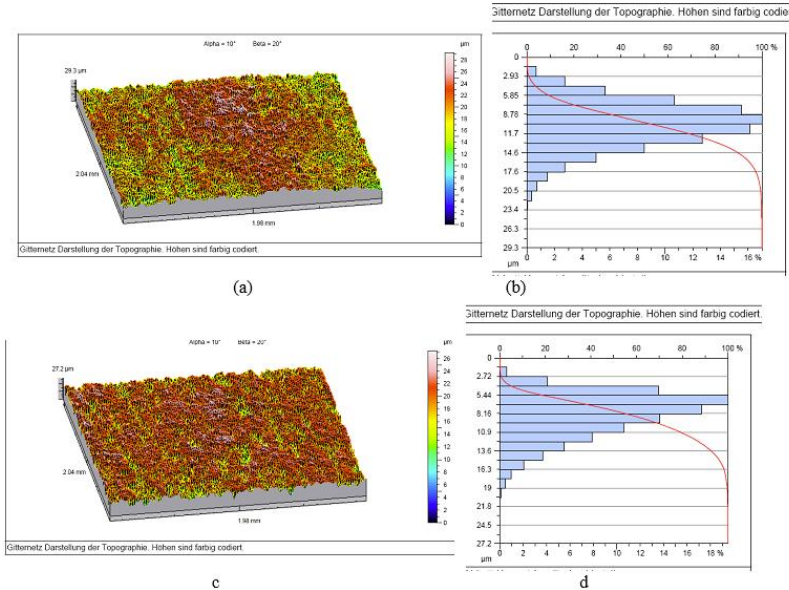 Alpha = 10° Beta = 20°
29.3 µm
2.04 mm
1.98 mm
µm
28
26
24
22
20
18
16
14
12
10
8
6
4
2
0
Gitternetz Darstellung der Topographie. Höhen sind farbig codiert.
(a)
Gitternetz Darstellung der Topographie. Höhen sind farbig codie
0 20 40 60 80 100 %
0
2.93
5.85
8.78
11.7
14.6
17.6
20.5
23.4
26.3
29.3
µm
0 2 4 6 8 10 12 14 16 %
(b)
Alpha = 10° Beta = 20°
27.2 µm
2.04 mm
1.98 mm
µm
26
24
22
20
18
16
14
12
10
8
6
4
2
0
Gitternetz Darstellung der Topographie. Höhen sind farbig codiert.
c
Gitternetz Darstellung der Topographie. Höhen sind farbig codiert.
0 20 40 60 80 100 %
0
2.72
5.44
8.16
10.9
13.6
16.3
19
21.8
24.5
27.2
µm
0 2 4 6 8 10 12 14 16 18 %
d